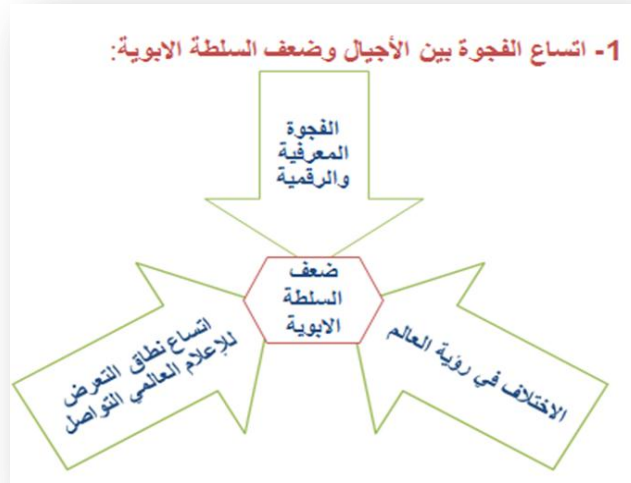 1- اتساع الفجوة بين الأجيال وضعف السلطة الابوية:
الفجوة
المعرفية
والرقمية
ضعف
السلطة
الابوية
الاختلاف في رؤية العالم
اتساع نطاق التعرض
للإعلام العالمي التواصل